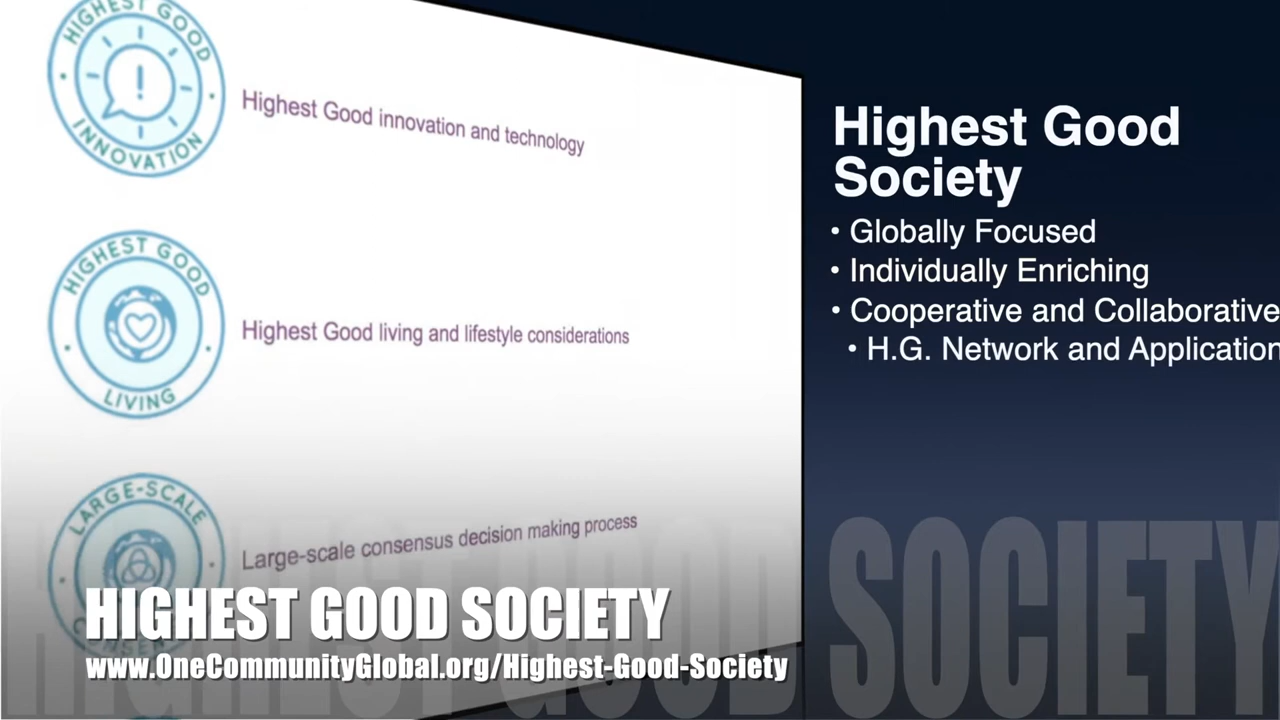 HIGHEST GOOD
INNOVATION
Highest Good innovation and technology
HIGHEST GOOD
LIVING
Highest Good living and lifestyle considerations
LARGE-SCALE
Large-scale consensus decision making process
Highest Good
Society
• Globally Focused
• Individually Enriching
• Cooperative and Collaborative
• H.G. Network and Application
HIGHEST GOOD SOCIETY
HIGHEST GOOD SOCIETY
www.OneCommunityGlobal.org/Highest-Good-Society